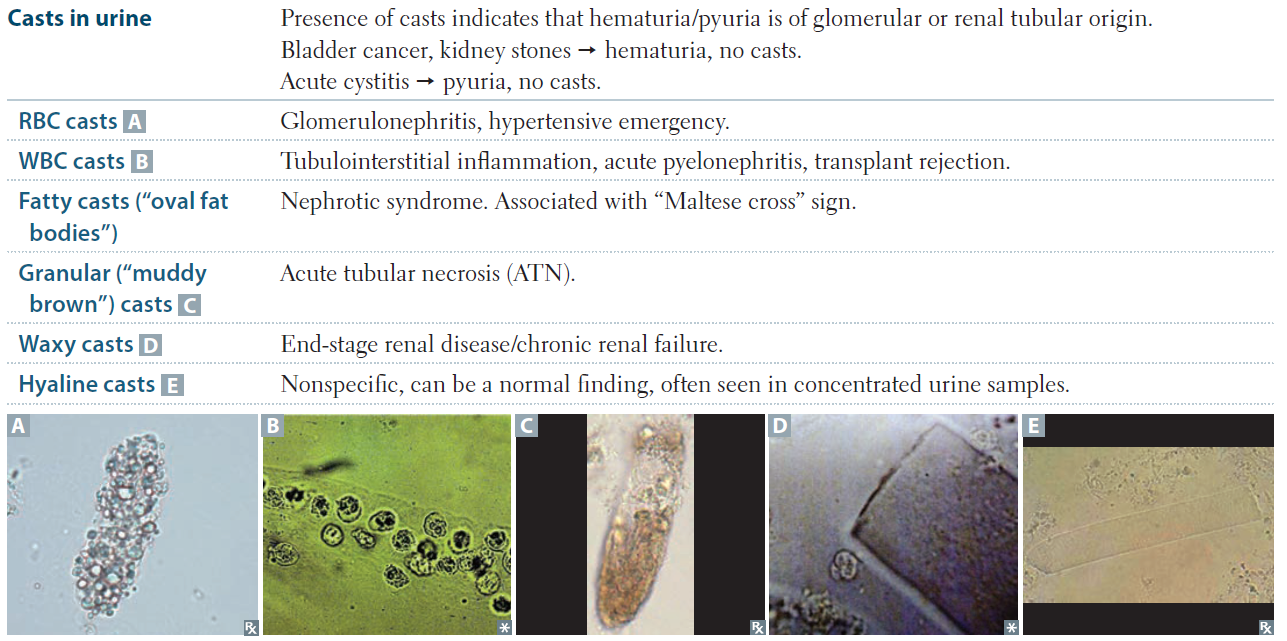 Casts in urine
Presence of casts indicates that hematuria/pyuria is of glomerular or renal tubular origin.
Bladder cancer, kidney stones → hematuria, no casts.
Acute cystitis → pyuria, no casts.
RBC casts A
Glomerulonephritis, hypertensive emergency.
WBC casts B
Tubulointerstitial inflammation, acute pyelonephritis, transplant rejection.
Fatty casts (“oval fat
bodies”)
Nephrotic syndrome. Associated with “Maltese cross” sign.
Granular (“muddy
brown”) casts C
Acute tubular necrosis (ATN).
Waxy casts D
End-stage renal disease/chronic renal failure.
Hyaline casts E
Nonspecific, can be a normal finding, often seen in concentrated urine samples.
A B C D E
℞ * ℞ * ℞